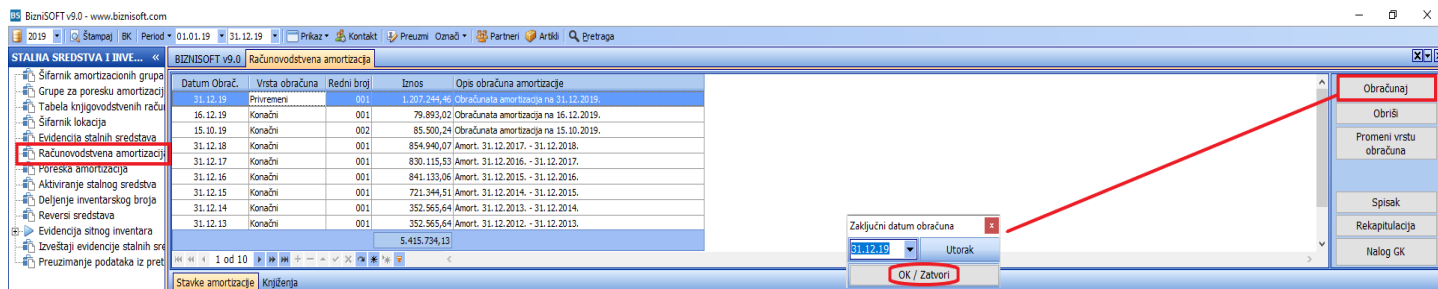 BizniSOFT v9.0 - www.biznisoft.com
2019 Štampaj BK Period 01.01.19 31.12.19 Prikaz Kontakt Preuzmi Označi Partneri Artikli Pretraga
STALNA SREDSTVA I INVE... «
BIZNISOFT v9.0 Računovodstvena amortizacija
Šifarnik amortizacionih grupa
Grupe za poresku amortizacij
Tabela knjigovodstvenih raču
Šifarnik lokacija
Evidencija stalnih sredstava
Računovodstvena amortizacij
Poreska amortizacija
Aktiviranje stalnog sredstva
Deljenje inventarskog broja
Reversi sredstava
Evidencija sitnog inventara
Izveštaji evidencije stalnih sre
Preuzimanje podataka iz pret
Datum Obrač. Vrsta obračuna Redni broj Iznos Opis obračuna amortizacije
31.12.19 Privremeni 001 1.207.244,46 Obračunata amortizacija na 31.12.2019.
16.12.19 Konačni 001 79.893,02 Obračunata amortizacija na 16.12.2019.
15.10.19 Konačni 002 85.500,24 Obračunata amortizacija na 15.10.2019.
31.12.18 Konačni 001 854.940,07 Amort. 31.12.2017. - 31.12.2018.
31.12.17 Konačni 001 830.115,53 Amort. 31.12.2016. - 31.12.2017.
31.12.16 Konačni 001 841.133,06 Amort. 31.12.2015. - 31.12.2016.
31.12.15 Konačni 001 721.344,51 Amort. 31.12.2014. - 31.12.2015.
31.12.14 Konačni 001 352.565,64 Amort. 31.12.2013. - 31.12.2014.
31.12.13 Konačni 001 352.565,64 Amort. 31.12.2012. - 31.12.2013.
5.415.734,13
1 od 10
Stavke amortizacije Knjiženja
Zaključni datum obračuna
31.12.19 Utorak
OK / Zatvori
Obračunaj
Obriši
Promeni vrstu
obračuna
Spisak
Rekapitulacija
Nalog GK